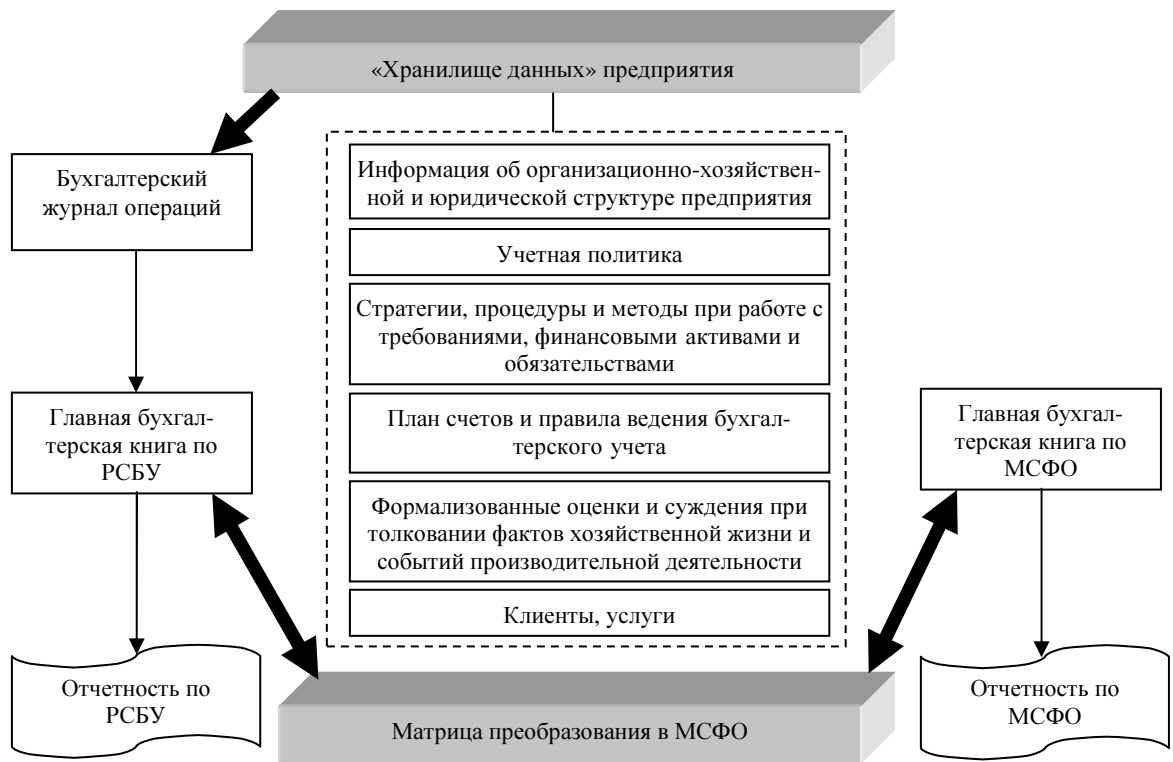 «Хранилище данных» предприятия
Бухгалтерский
журнал операций
Информация об организационно-хозяйствен-
ной и юридической структуре предприятия
Учетная политика
Стратегии, процедуры и методы при работе с
требованиями, финансовыми активами и
обязательствами
Главная бухгал-
терская книга по
РСБУ
План счетов и правила ведения бухгал-
терского учета
Главная бухгал-
терская книга по
МСФО
Формализованные оценки и суждения при
толковании фактов хозяйственной жизни и
событий производительной деятельности
Клиенты, услуги
Отчетность по
РСБУ
Матрица преобразования в МСФО
Отчетность по
МСФО